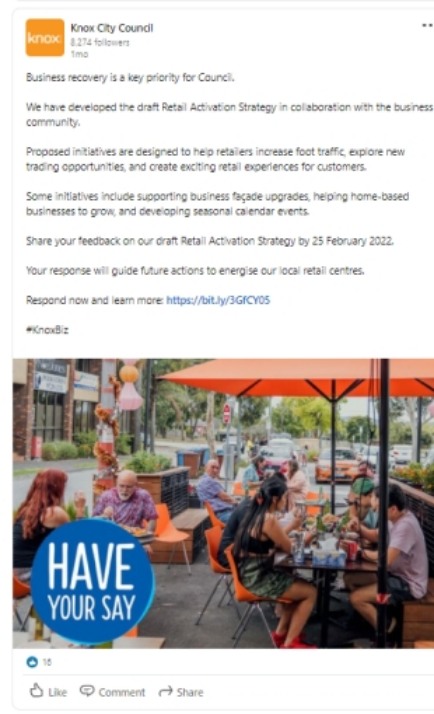 knox
Knox City Council
8,274 followers
1mo
Business recovery is a key priority for Council.
We have developed the draft Retail Activation Strategy in collaboration with the business
community.
Proposed initiatives are designed to help retailers increase foot traffic, explore new
trading opportunities, and create exciting retail experiences for customers.
Some initiatives include supporting business façade upgrades, helping home-based
businesses to grow, and developing seasonal calendar events.
Share your feedback on our draft Retail Activation Strategy by 25 February 2022.
Your response will guide future actions to energise our local retail centres.
Respond now and learn more: https://bit.ly/3GfCY05
#KnoxBiz
HAVE
YOUR SAY
Like
Comment
Share